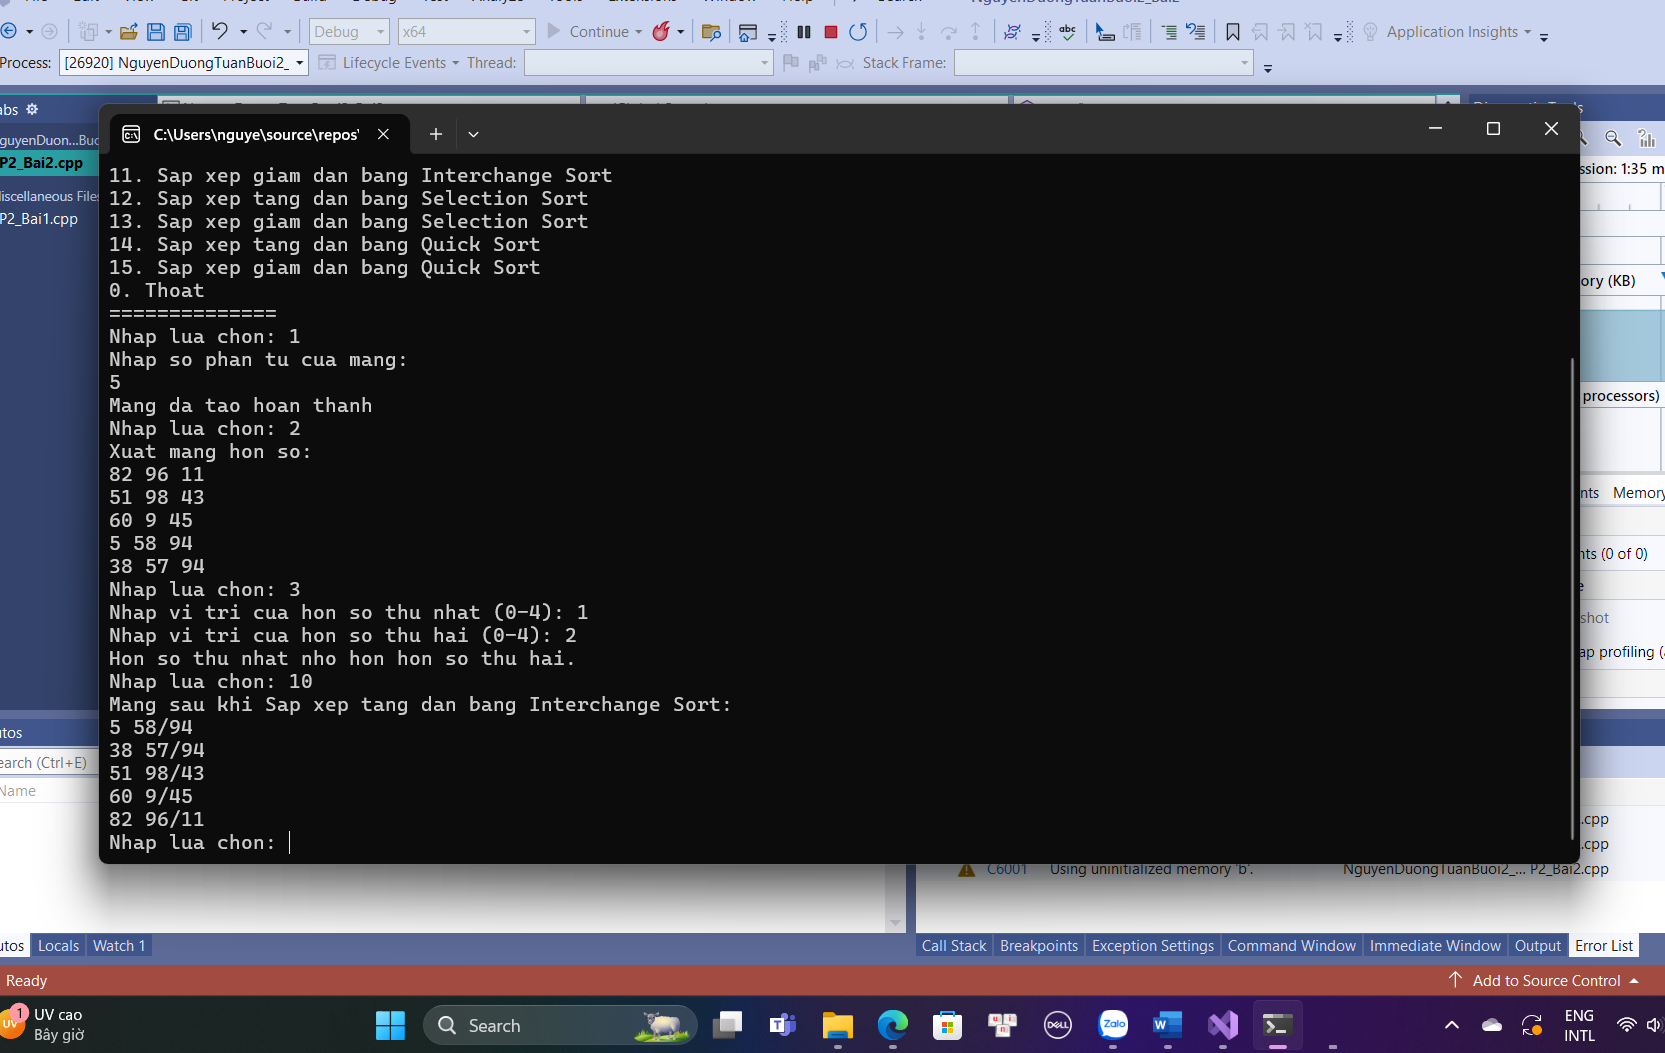 Debug
x64
Continue
Application Insights
Process:
[26920] NguyenDuongTuanBuoi2_
Lifecycle Events
Thread:
Stack Frame:
C:\Users\nguye\source\repos'
P2_Bai2.cpp
P2_Bai1.cpp
11. Sap xep giam dan bang Interchange Sort
12. Sap xep tang dan bang Selection Sort
13. Sap xep giam dan bang Selection Sort
14. Sap xep tang dan bang Quick Sort
15. Sap xep giam dan bang Quick Sort
0. Thoat
==============
Nhap lua chon: 1
Nhap so phan tu cua mang:
5
Mang da tao hoan thanh
Nhap lua chon: 2
Xuat mang hon so:
82 96 11
51 98 43
60 9 45
5 58 94
38 57 94
Nhap lua chon: 3
Nhap vi tri cua hon so thu nhat (0-4): 1
Nhap vi tri cua hon so thu hai (0-4): 2
Hon so thu nhat nho hon hon so thu hai.
Nhap lua chon: 10
Mang sau khi Sap xep tang dan bang Interchange Sort:
5 58/94
38 57/94
51 98/43
60 9/45
82 96/11
Nhap lua chon:
ssion: 1:35 m
ory (KB)
processors)
nts Memory
nts (0 of 0)
shot
ap profiling (
utos
earch (Ctrl+E)
Name
.cpp
.cpp
C6001 Using uninitialized memory 'b'. NguyenDuongTuanBuoi2_... P2_Bai2.cpp
utos Locals Watch 1
Call Stack Breakpoints Exception Settings Command Window Immediate Window Output Error List
Ready
Add to Source Control
1
UV
UV cao
Bây giờ
Search
DELL
Zalo
ENG
INTL